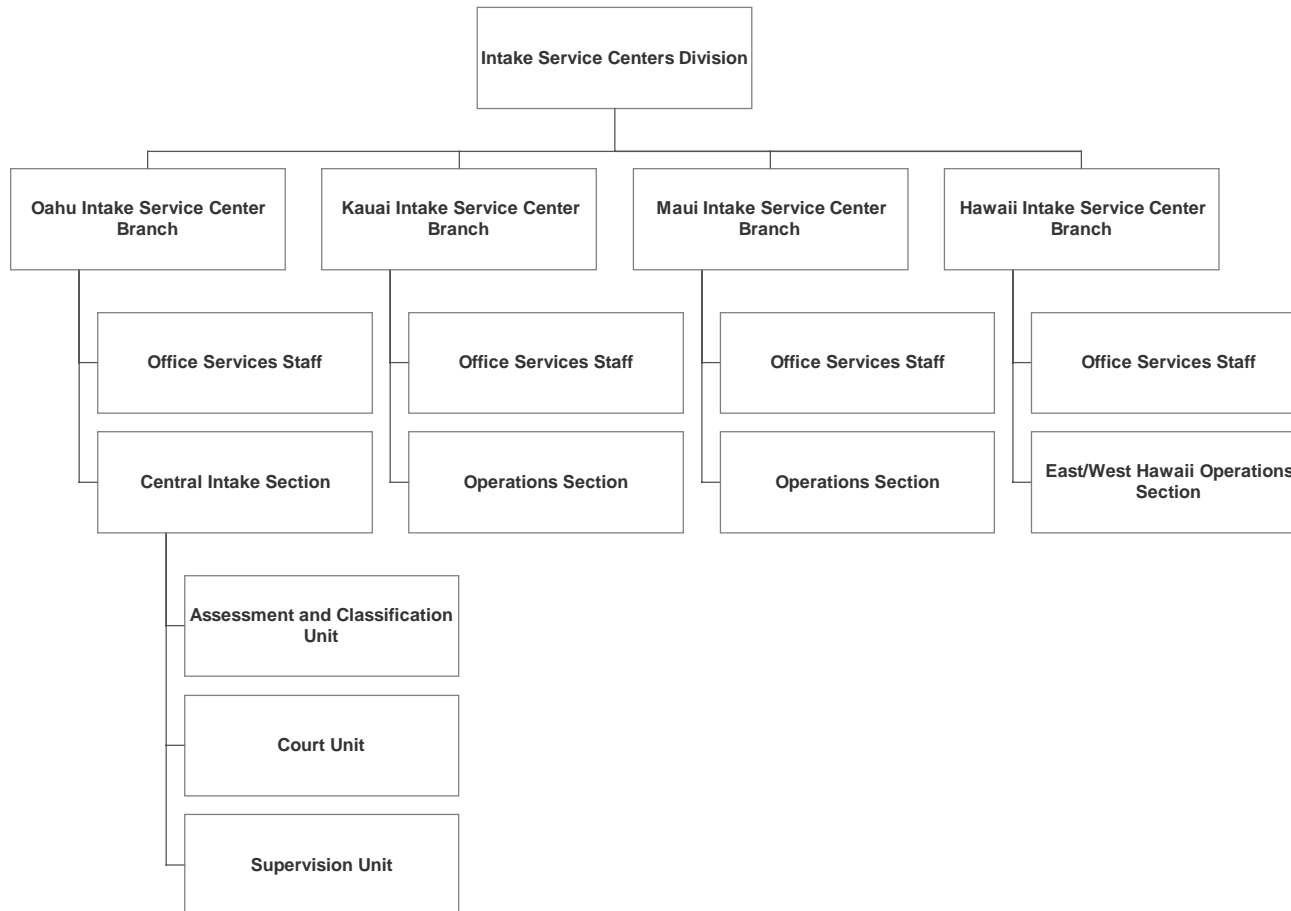 Intake Service Centers Division
Oahu Intake Service Center
Branch
Kauai Intake Service Center
Branch
Maui Intake Service Center
Branch
Hawaii Intake Service Center
Branch
Office Services Staff
Office Services Staff
Office Services Staff
Office Services Staff
Central Intake Section
Operations Section
Operations Section
East/West Hawaii Operations
Section
Assessment and Classification
Unit
Court Unit
Supervision Unit